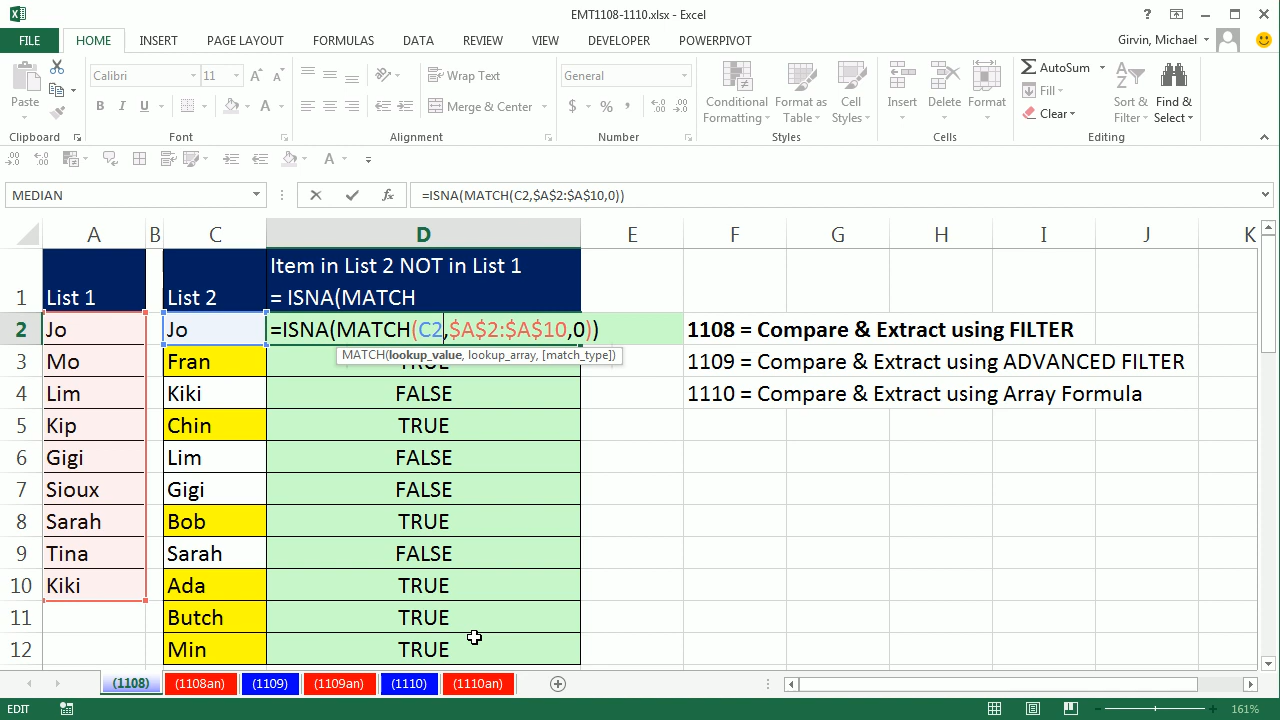 EMT1108-1110.xlsx - Excel
FILE HOME INSERT PAGE LAYOUT FORMULAS DATA REVIEW VIEW DEVELOPER POWERPIVOT Girvin, Michael
Paste
Calibri 11
B I U A
Wrap Text
Merge & Center
General
$ % ,
Conditional Formatting
Format as Table
Cell Styles
Insert
Delete
Format
AutoSum
Fill
Clear
Sort & Filter
Find & Select
Clipboard Font Alignment Number Styles Cells Editing
MEDIAN =ISNA(MATCH(C2,$A$2:$A$10,0))
A B C D E F G H I J K
Item in List 2 NOT in List 1
1 List 1 List 2 = ISNA(MATCH
2 Jo Jo =ISNA(MATCH(C2,$A$2:$A$10,0)) 1108 = Compare & Extract using FILTER
MATCH(lookup_value, lookup_array, [match_type])
3 Mo Fran TRUE 1109 = Compare & Extract using ADVANCED FILTER
4 Lim Kiki FALSE 1110 = Compare & Extract using Array Formula
5 Kip Chin TRUE
6 Gigi Lim FALSE
7 Sioux Gigi FALSE
8 Sarah Bob TRUE
9 Tina Sarah FALSE
10 Kiki Ada TRUE
11 Butch TRUE
12 Min TRUE
(1108) (1108an) (1109) (1109an) (1110) (1110an)
EDIT 161%